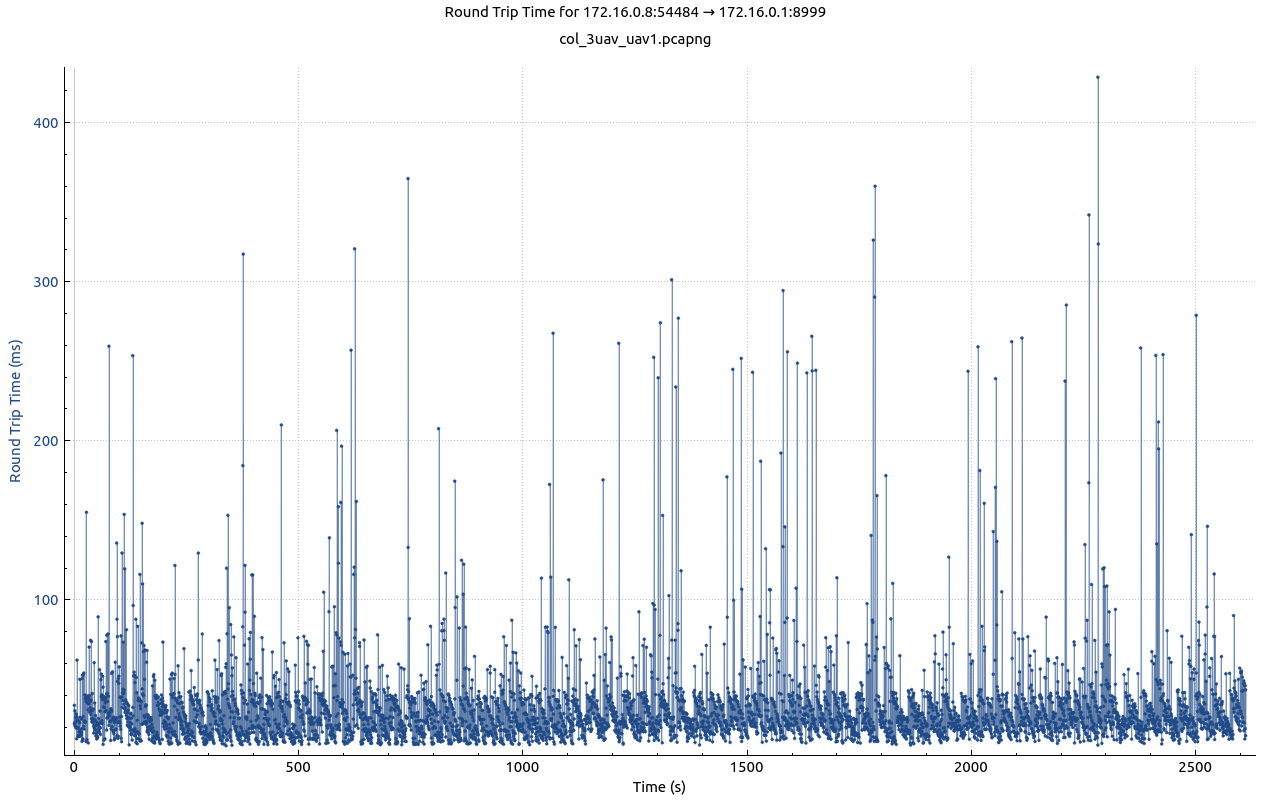 Round Trip Time for 172.16.0.8:54484 → 172.16.0.1:8999
col_3uav_uav1.pcapng
400
300
200
100
Round Trip Time (ms)
0 500 1000 1500 2000 2500
Time (s)